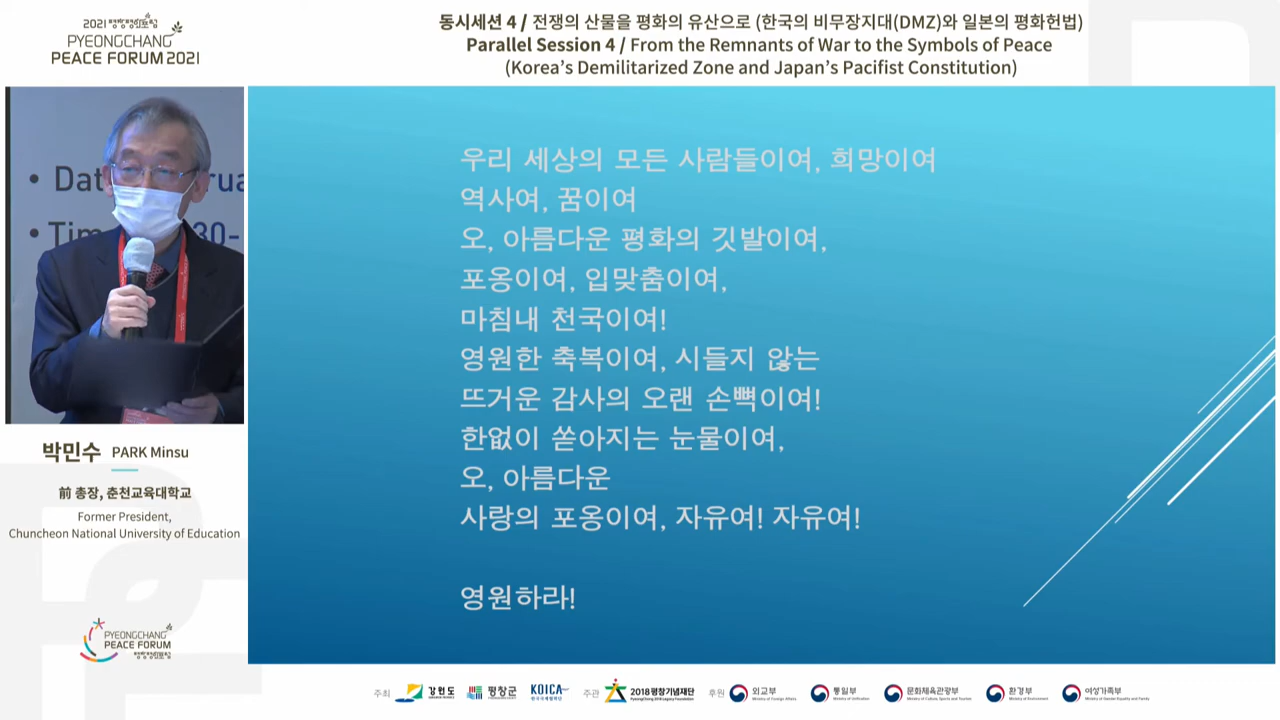 2021 평창평화포럼
PYEONGCHANG
PEACE FORUM 2021
동시세션 4 / 전쟁의 산물을 평화의 유산으로 (한국의 비무장지대(DMZ)와 일본의 평화헌법)
Parallel Session 4 / From the Remnants of War to the Symbols of Peace
(Korea's Demilitarized Zone and Japan's Pacifist Constitution)
우리 세상의 모든 사람들이여, 희망이여
역사여, 꿈이여
오, 아름다운 평화의 깃발이여,
포옹이여, 입맞춤이여,
마침내 천국이여!
영원한 축복이여, 시들지 않는
뜨거운 감사의 오랜 손뼉이여!
한없이 쏟아지는 눈물이여,
오, 아름다운
사랑의 포옹이여, 자유여! 자유여!
영원하라!
박민수 PARK Minsu
前 총장, 춘천교육대학교
Former President,
Chuncheon National University of Education
PYEONGCHANG
PEACE FORUM
평창평화포럼
주최 강원도 평창군 KOICA 주관 2018평창기념재단 후원 외교부 통일부 문화체육관광부 환경부 여성가족부